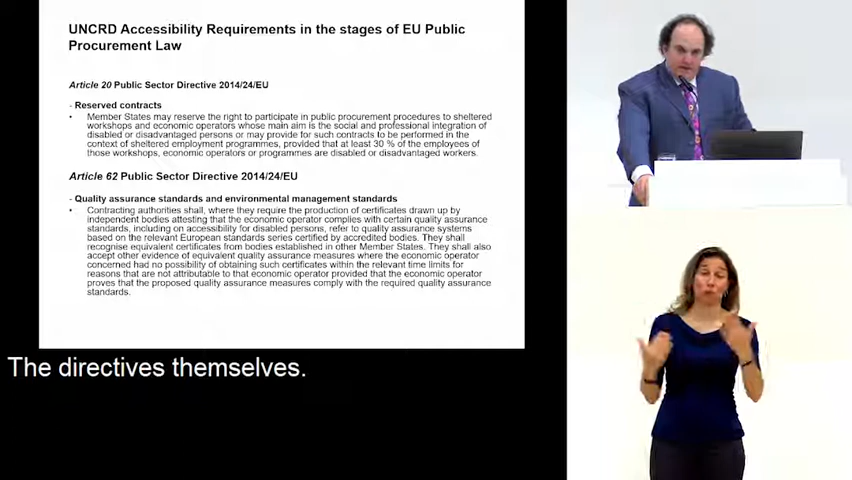 UNCRD Accessibility Requirements in the stages of EU Public
Procurement Law
Article 20 Public Sector Directive 2014/24/EU
- Reserved contracts
• Member States may reserve the right to participate in public procurement procedures to sheltered
workshops and economic operators whose main aim is the social and professional integration of
disabled or disadvantaged persons or may provide for such contracts to be performed in the
context of sheltered employment programmes, provided that at least 30 % of the employees of
those workshops, economic operators or programmes are disabled or disadvantaged workers.
Article 62 Public Sector Directive 2014/24/EU
- Quality assurance standards and environmental management standards
• Contracting authorities shall, where they require the production of certificates drawn up by
independent bodies attesting that the economic operator complies with certain quality assurance
standards, including on accessibility for disabled persons, refer to quality assurance systems
based on the relevant European standards series certified by accredited bodies. They shall
recognise equivalent certificates from bodies established in other Member States. They shall also
accept other evidence of equivalent quality assurance measures where the economic operator
concerned had no possibility of obtaining such certificates within the relevant time limits for
reasons that are not attributable to that economic operator provided that the economic operator
proves that the proposed quality assurance measures comply with the required quality assurance
standards.
The directives themselves.